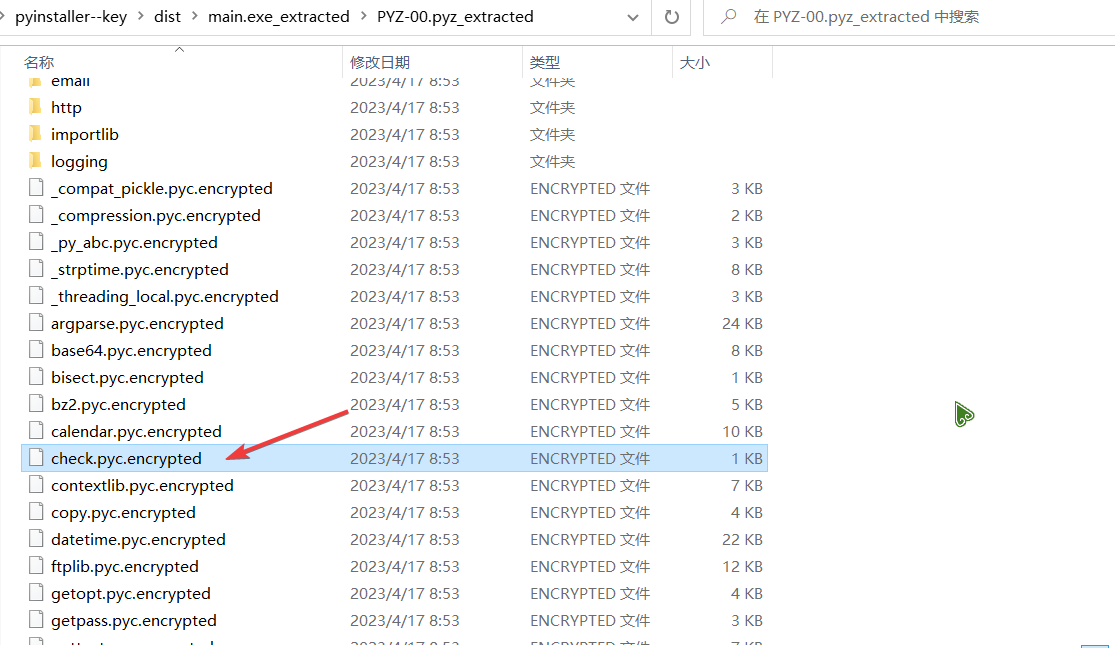 pyinstaller--key > dist > main.exe_extracted > PYZ-00.pyz_extracted 在 PYZ-00.pyz_extracted 中搜索
名称 修改日期 类型 大小
email 2023/4/17 8:53 文件夹
http 2023/4/17 8:53 文件夹
importlib 2023/4/17 8:53 文件夹
logging 2023/4/17 8:53 文件夹
_compat_pickle.pyc.encrypted 2023/4/17 8:53 ENCRYPTED 文件 3 KB
_compression.pyc.encrypted 2023/4/17 8:53 ENCRYPTED 文件 2 KB
_py_abc.pyc.encrypted 2023/4/17 8:53 ENCRYPTED 文件 3 KB
_strptime.pyc.encrypted 2023/4/17 8:53 ENCRYPTED 文件 8 KB
_threading_local.pyc.encrypted 2023/4/17 8:53 ENCRYPTED 文件 3 KB
argparse.pyc.encrypted 2023/4/17 8:53 ENCRYPTED 文件 24 KB
base64.pyc.encrypted 2023/4/17 8:53 ENCRYPTED 文件 8 KB
bisect.pyc.encrypted 2023/4/17 8:53 ENCRYPTED 文件 1 KB
bz2.pyc.encrypted 2023/4/17 8:53 ENCRYPTED 文件 5 KB
calendar.pyc.encrypted 2023/4/17 8:53 ENCRYPTED 文件 10 KB
check.pyc.encrypted 2023/4/17 8:53 ENCRYPTED 文件 1 KB
contextlib.pyc.encrypted 2023/4/17 8:53 ENCRYPTED 文件 7 KB
copy.pyc.encrypted 2023/4/17 8:53 ENCRYPTED 文件 4 KB
datetime.pyc.encrypted 2023/4/17 8:53 ENCRYPTED 文件 22 KB
ftplib.pyc.encrypted 2023/4/17 8:53 ENCRYPTED 文件 12 KB
getopt.pyc.encrypted 2023/4/17 8:53 ENCRYPTED 文件 4 KB
getpass.pyc.encrypted 2023/4/17 8:53 ENCRYPTED 文件 3 KB